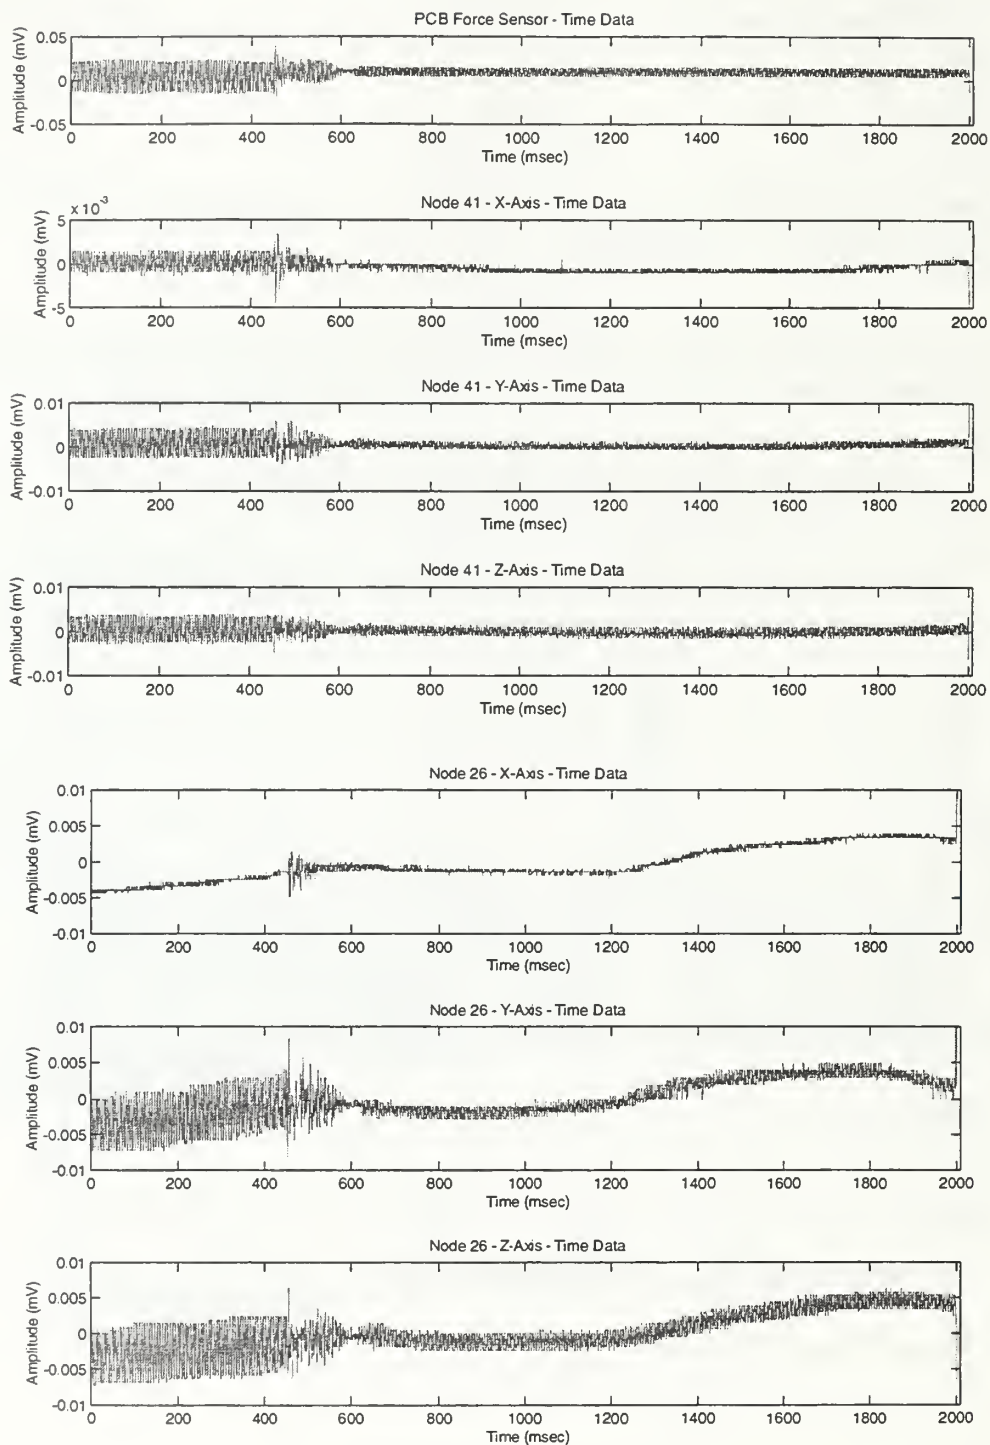 PCB Force Sensor - Time Data
Amplitude (mV)
0.05
0
-0.05
0 200 400 600 800 1000 1200 1400 1600 1800 2000
Time (msec)
Node 41 - X-Axis - Time Data
x 10^-3
Amplitude (mV)
5
0
-5
0 200 400 600 800 1000 1200 1400 1600 1800 2000
Time (msec)
Node 41 - Y-Axis - Time Data
Amplitude (mV)
0.01
0
-0.01
0 200 400 600 800 1000 1200 1400 1600 1800 2000
Time (msec)
Node 41 - Z-Axis - Time Data
Amplitude (mV)
0.01
0
-0.01
0 200 400 600 800 1000 1200 1400 1600 1800 2000
Time (msec)
Node 26 - X-Axis - Time Data
Amplitude (mV)
0.01
0.005
0
-0.005
-0.01
0 200 400 600 800 1000 1200 1400 1600 1800 2000
Time (msec)
Node 26 - Y-Axis - Time Data
Amplitude (mV)
0.01
0.005
0
-0.005
-0.01
0 200 400 600 800 1000 1200 1400 1600 1800 2000
Time (msec)
Node 26 - Z-Axis - Time Data
Amplitude (mV)
0.01
0.005
0
-0.005
-0.01
0 200 400 600 800 1000 1200 1400 1600 1800 2000
Time (msec)